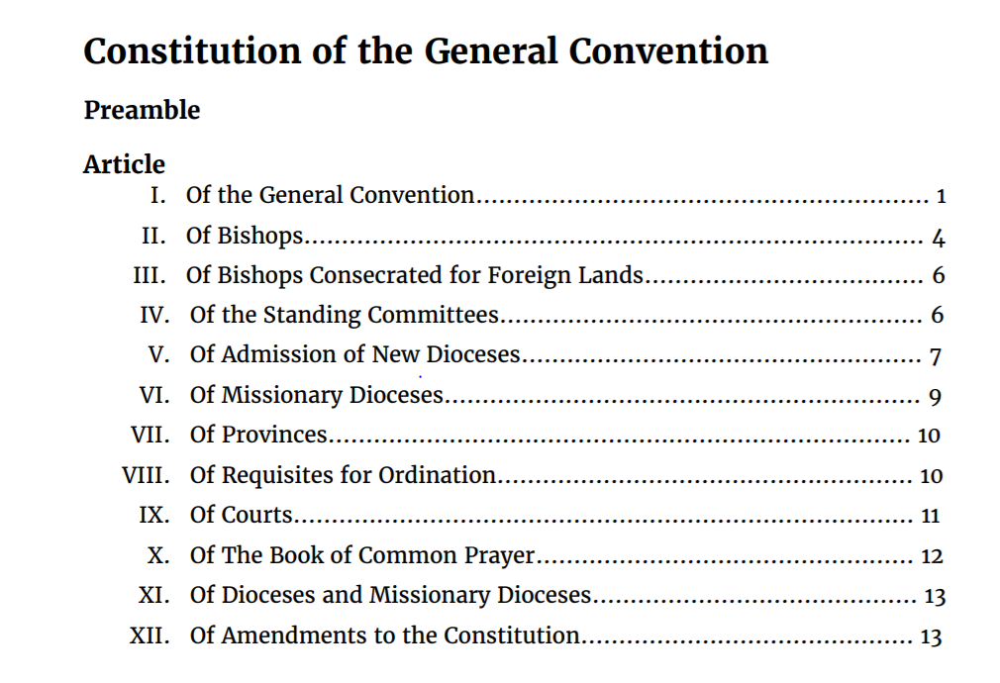 Constitution of the General Convention
Preamble
Article
I. Of the General Convention.................................................................. 1
II. Of Bishops.......................................................................................... 4
III. Of Bishops Consecrated for Foreign Lands......................................... 6
IV. Of the Standing Committees.............................................................. 6
V. Of Admission of New Dioceses........................................................... 7
VI. Of Missionary Dioceses...................................................................... 9
VII. Of Provinces..................................................................................... 10
VIII. Of Requisites for Ordination............................................................. 10
IX. Of Courts.......................................................................................... 11
X. Of The Book of Common Prayer....................................................... 12
XI. Of Dioceses and Missionary Dioceses............................................... 13
XII. Of Amendments to the Constitution................................................. 13